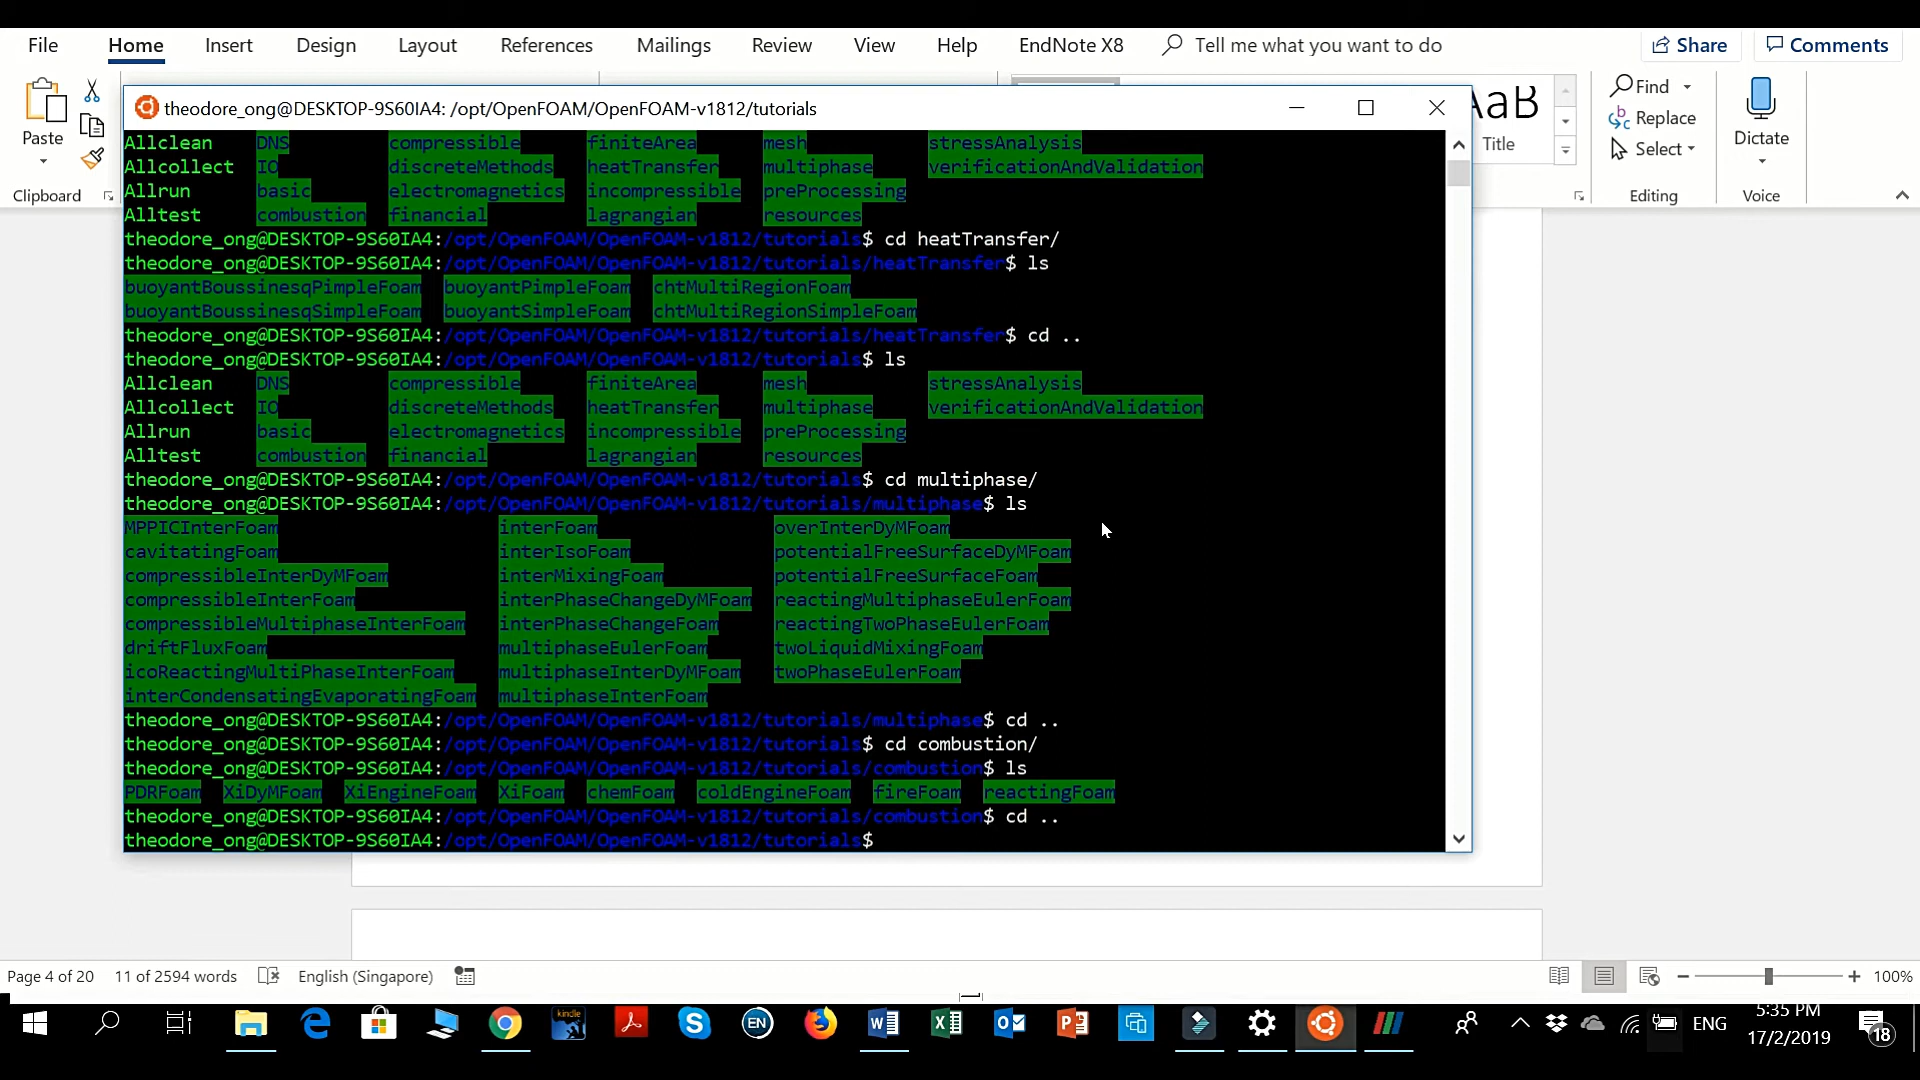 File Home Insert Design Layout References Mailings Review View Help EndNote X8 Tell me what you want to do Share Comments
Paste
Clipboard
AaB
Title
Find
Replace
Select
Editing
Dictate
Voice
theodore_ong@DESKTOP-9S60IA4: /opt/OpenFOAM/OpenFOAM-v1812/tutorials
Allclean DNS compressible finiteArea mesh stressAnalysis
Allcollect IO discreteMethods heatTransfer multiphase verificationAndValidation
Allrun basic electromagnetics incompressible preProcessing
Alltest combustion financial lagrangian resources
theodore_ong@DESKTOP-9S60IA4:/opt/OpenFOAM/OpenFOAM-v1812/tutorials$ cd heatTransfer/
theodore_ong@DESKTOP-9S60IA4:/opt/OpenFOAM/OpenFOAM-v1812/tutorials/heatTransfer$ ls
buoyantBoussinesqPimpleFoam buoyantPimpleFoam chtMultiRegionFoam
buoyantBoussinesqSimpleFoam buoyantSimpleFoam chtMultiRegionSimpleFoam
theodore_ong@DESKTOP-9S60IA4:/opt/OpenFOAM/OpenFOAM-v1812/tutorials/heatTransfer$ cd ..
theodore_ong@DESKTOP-9S60IA4:/opt/OpenFOAM/OpenFOAM-v1812/tutorials$ ls
Allclean DNS compressible finiteArea mesh stressAnalysis
Allcollect IO discreteMethods heatTransfer multiphase verificationAndValidation
Allrun basic electromagnetics incompressible preProcessing
Alltest combustion financial lagrangian resources
theodore_ong@DESKTOP-9S60IA4:/opt/OpenFOAM/OpenFOAM-v1812/tutorials$ cd multiphase/
theodore_ong@DESKTOP-9S60IA4:/opt/OpenFOAM/OpenFOAM-v1812/tutorials/multiphase$ ls
MPPICInterFoam interFoam overInterDyMFoam
cavitatingFoam interIsoFoam potentialFreeSurfaceDyMFoam
compressibleInterDyMFoam interMixingFoam potentialFreeSurfaceFoam
compressibleInterFoam interPhaseChangeDyMFoam reactingMultiphaseEulerFoam
compressibleMultiphaseInterFoam interPhaseChangeFoam reactingTwoPhaseEulerFoam
driftFluxFoam multiphaseEulerFoam twoLiquidMixingFoam
icoReactingMultiPhaseInterFoam multiphaseInterDyMFoam twoPhaseEulerFoam
interCondensatingEvaporatingFoam multiphaseInterFoam
theodore_ong@DESKTOP-9S60IA4:/opt/OpenFOAM/OpenFOAM-v1812/tutorials/multiphase$ cd ..
theodore_ong@DESKTOP-9S60IA4:/opt/OpenFOAM/OpenFOAM-v1812/tutorials$ cd combustion/
theodore_ong@DESKTOP-9S60IA4:/opt/OpenFOAM/OpenFOAM-v1812/tutorials/combustion$ ls
PDRFoam XiDyMFoam XiEngineFoam XiFoam chemFoam coldEngineFoam fireFoam reactingFoam
theodore_ong@DESKTOP-9S60IA4:/opt/OpenFOAM/OpenFOAM-v1812/tutorials/combustion$ cd ..
theodore_ong@DESKTOP-9S60IA4:/opt/OpenFOAM/OpenFOAM-v1812/tutorials$
Page 4 of 20 11 of 2594 words English (Singapore) 100%
kindle
EN
ENG
5:35 PM
17/2/2019
18